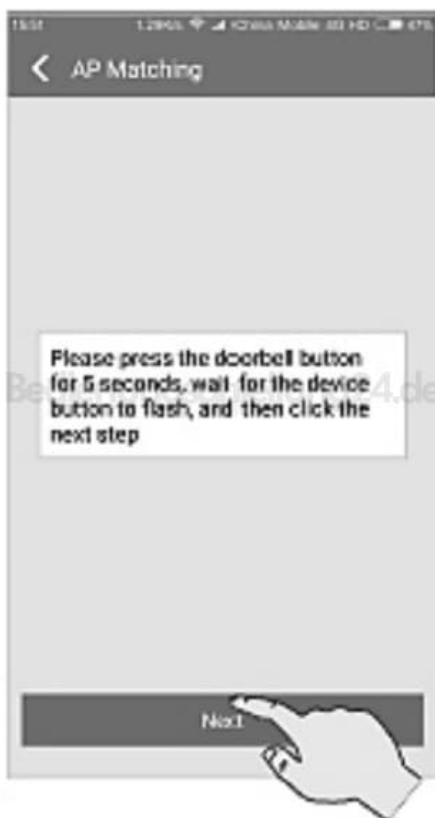 AP Matching
Please press the doorbell button
for 5 seconds, wait for the device
button to flash, and then click the
next step
Next